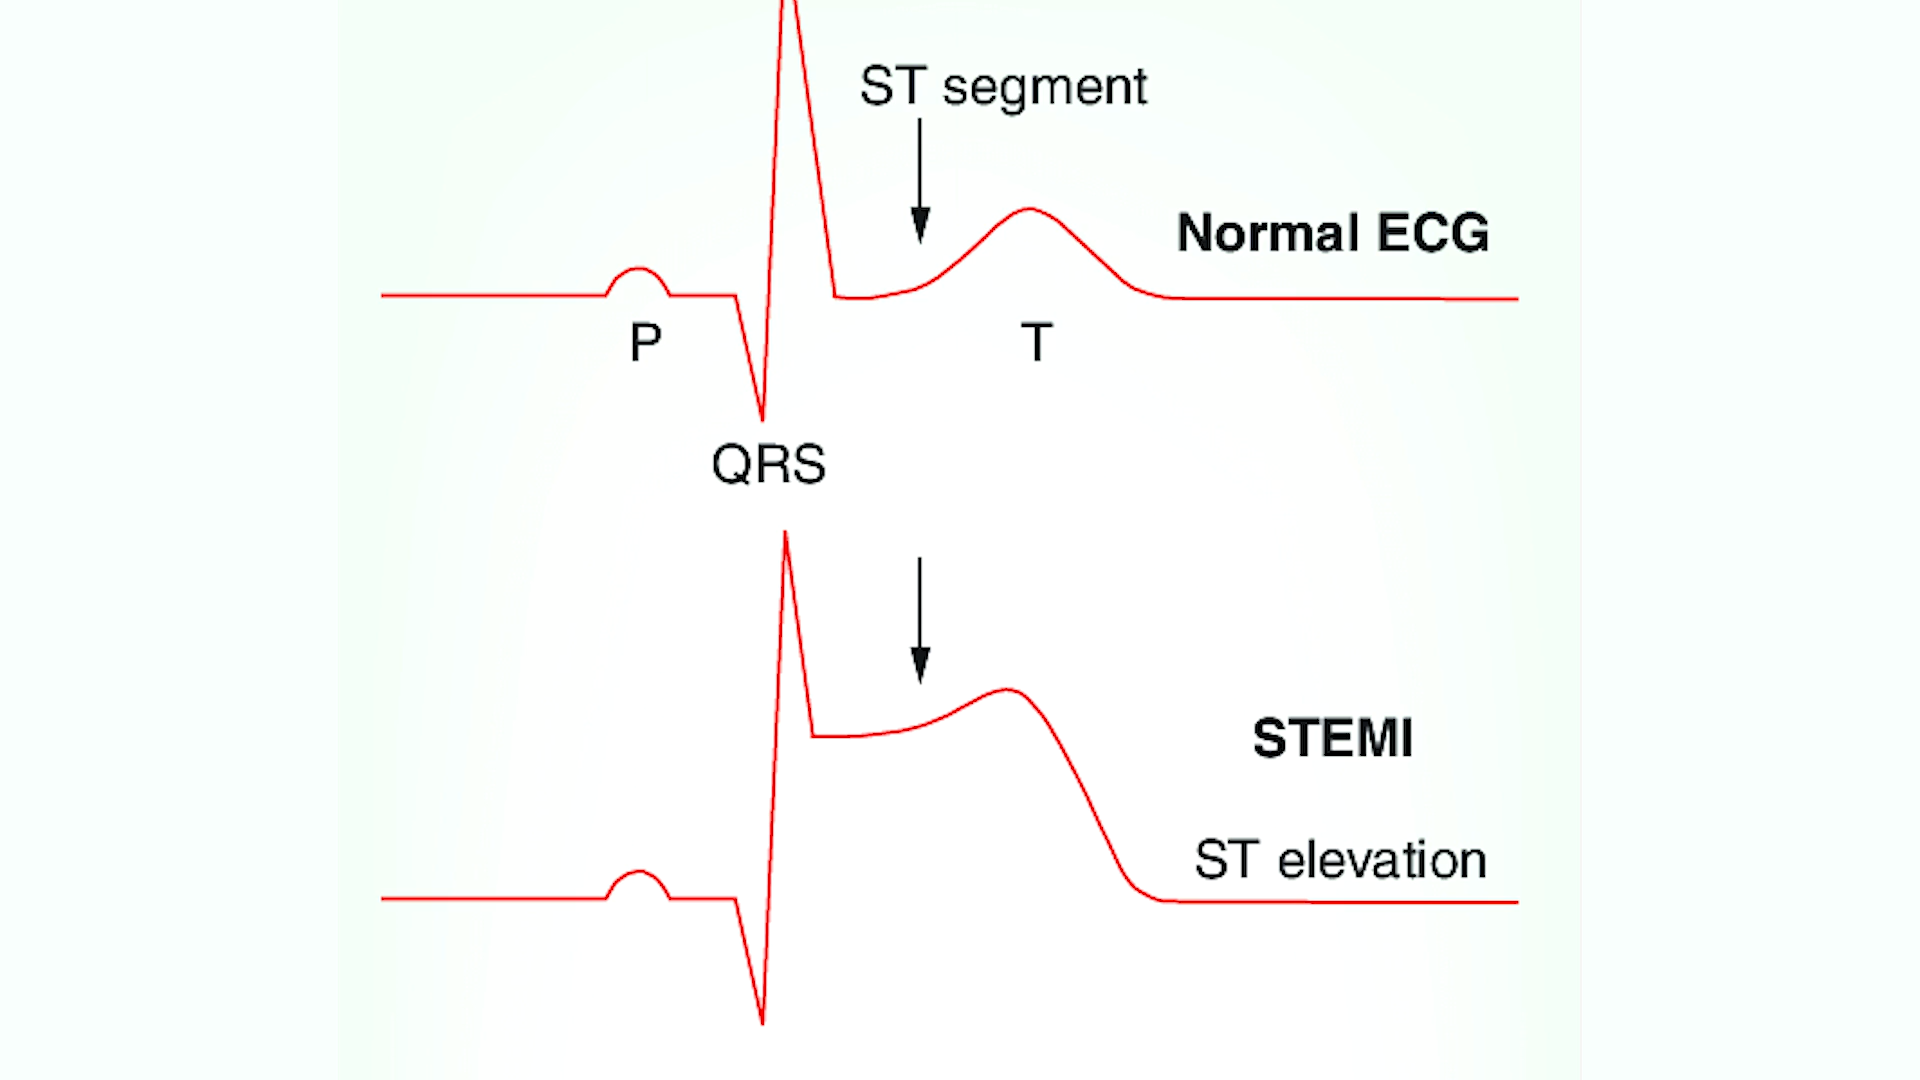 ST segment
Normal ECG
P
T
QRS
STEMI
ST elevation